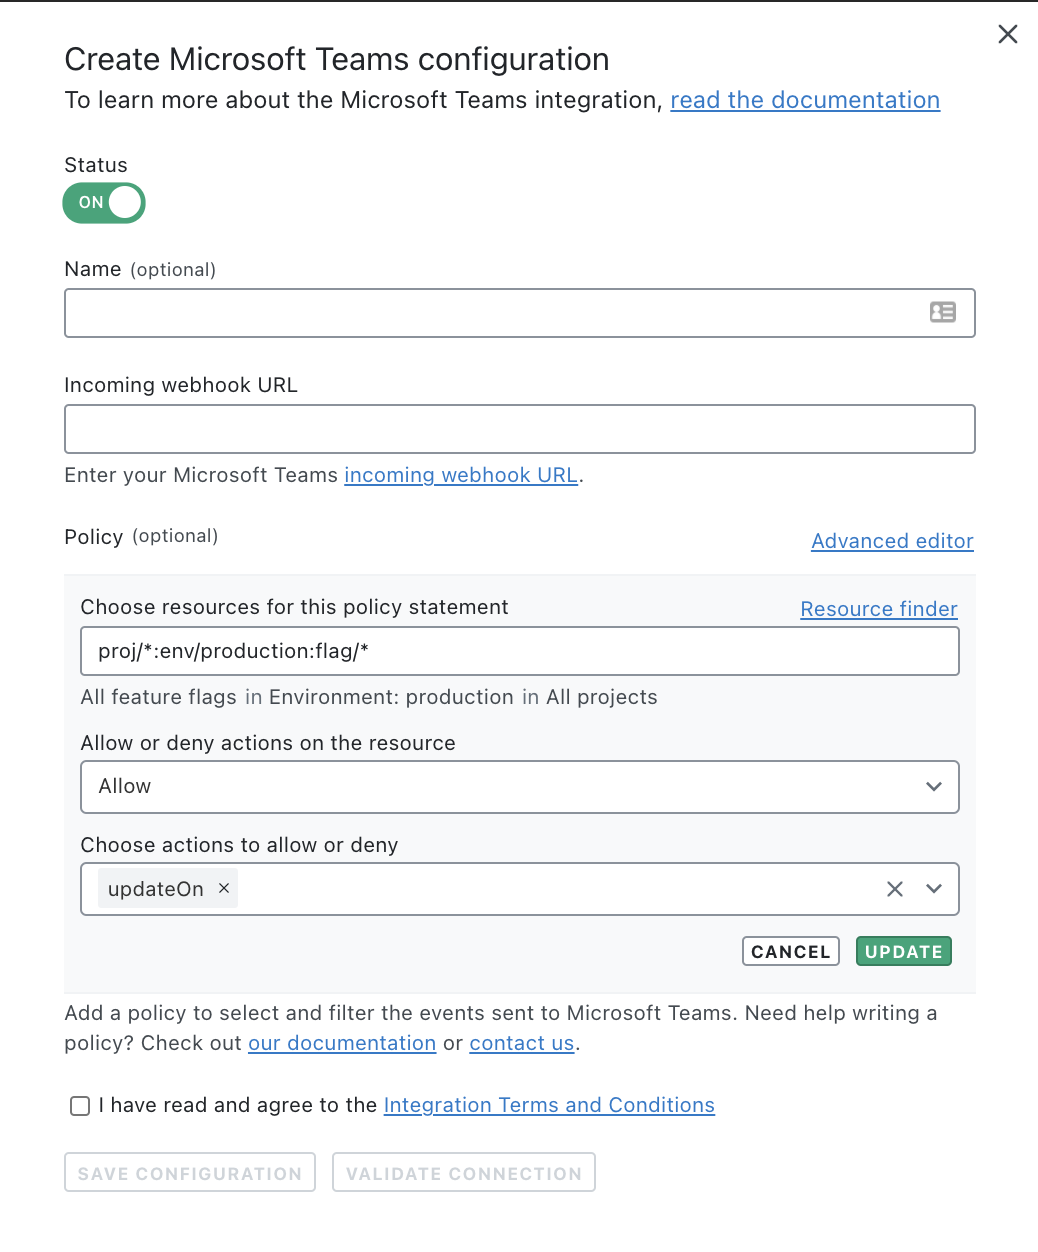 Create Microsoft Teams configuration
To learn more about the Microsoft Teams integration, read the documentation
Status
ON
Name (optional)
Incoming webhook URL
Enter your Microsoft Teams incoming webhook URL.
Policy (optional)
Advanced editor
Choose resources for this policy statement
Resource finder
proj/*:env/production:flag/*
All feature flags in Environment: production in All projects
Allow or deny actions on the resource
Allow
Choose actions to allow or deny
updateOn ×
CANCEL
UPDATE
Add a policy to select and filter the events sent to Microsoft Teams. Need help writing a
policy? Check out our documentation or contact us.
I have read and agree to the Integration Terms and Conditions
SAVE CONFIGURATION
VALIDATE CONNECTION